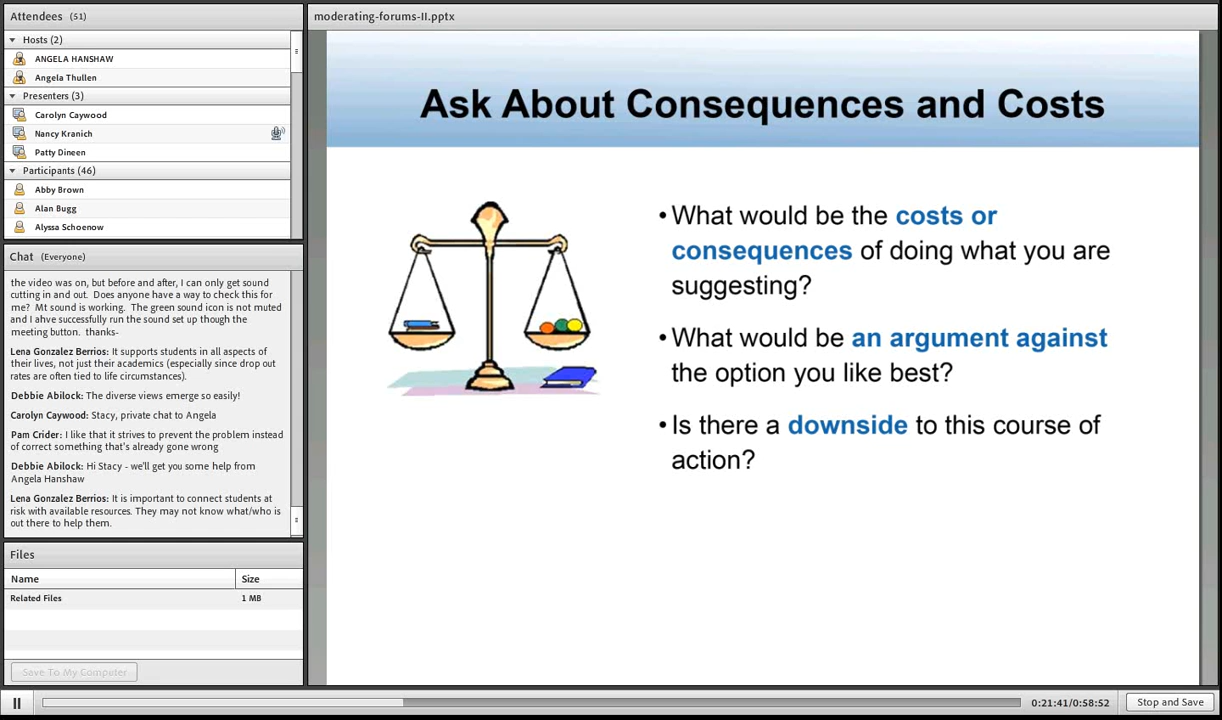 Attendees (51)
Hosts (2)
ANGELA HANSHAW
Angela Thullen
Presenters (3)
Carolyn Caywood
Nancy Kranich
Patty Dineen
Participants (46)
Abby Brown
Alan Bugg
Alyssa Schoenow
Chat (Everyone)
the video was on, but before and after, I can only get sound
cutting in and out. Does anyone have a way to check this for
me? Mt sound is working. The green sound icon is not muted
and I ahve successfully run the sound set up though the
meeting button. thanks-
Lena Gonzalez Berrios: It supports students in all aspects of
their lives, not just their academics (especially since drop out
rates are often tied to life circumstances).
Debbie Abilock: The diverse views emerge so easily!
Carolyn Caywood: Stacy, private chat to Angela
Pam Crider: I like that it strives to prevent the problem instead
of correct something that's already gone wrong
Debbie Abilock: Hi Stacy - we'll get you some help from
Angela Hanshaw
Lena Gonzalez Berrios: It is important to connect students at
risk with available resources. They may not know what/who is
out there to help them.
Files
Name Size
Related Files 1 MB
Save To My Computer
moderating-forums-II.pptx
Ask About Consequences and Costs
• What would be the costs or
consequences of doing what you are
suggesting?
• What would be an argument against
the option you like best?
• Is there a downside to this course of
action?
0:21:41/0:58:52
Stop and Save